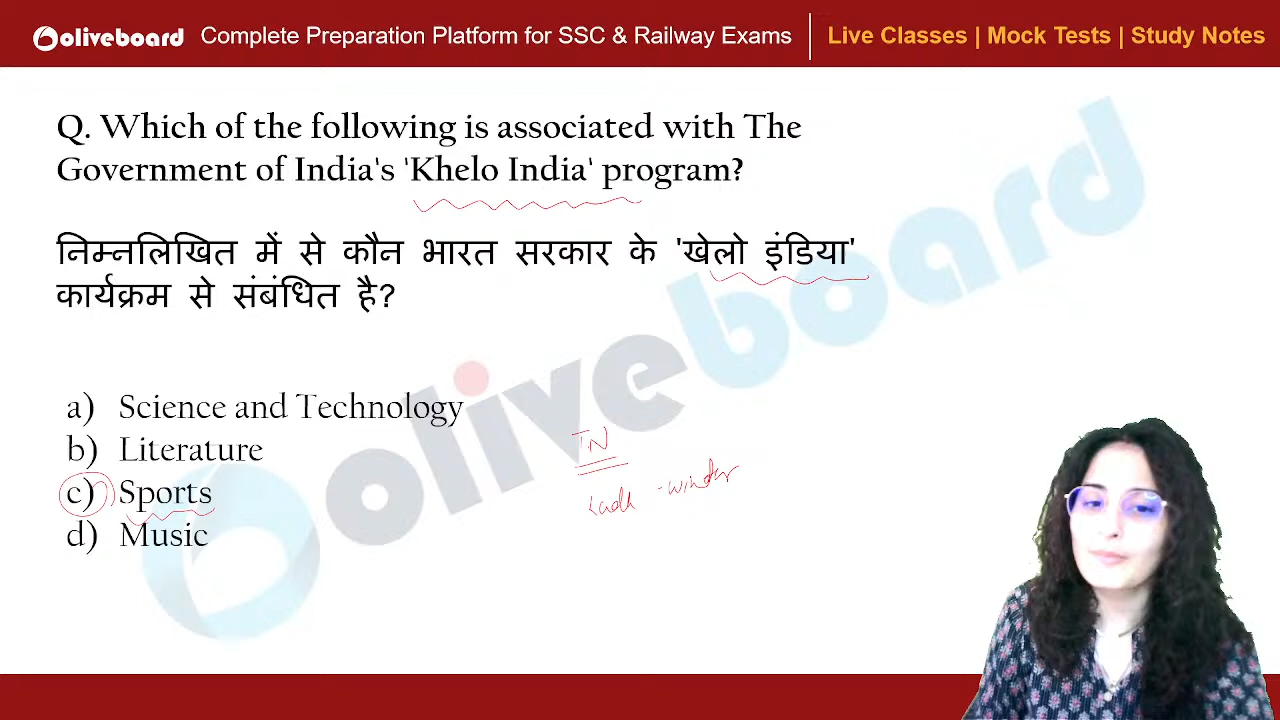 oliveboard Complete Preparation Platform for SSC & Railway Exams Live Classes | Mock Tests | Study Notes
Q. Which of the following is associated with The
Government of India's 'Khelo India' program?
निम्नलिखित में से कौन भारत सरकार के 'खेलो इंडिया'
कार्यक्रम से संबंधित है?
a) Science and Technology
b) Literature
c) Sports
d) Music
TN
oliveboard